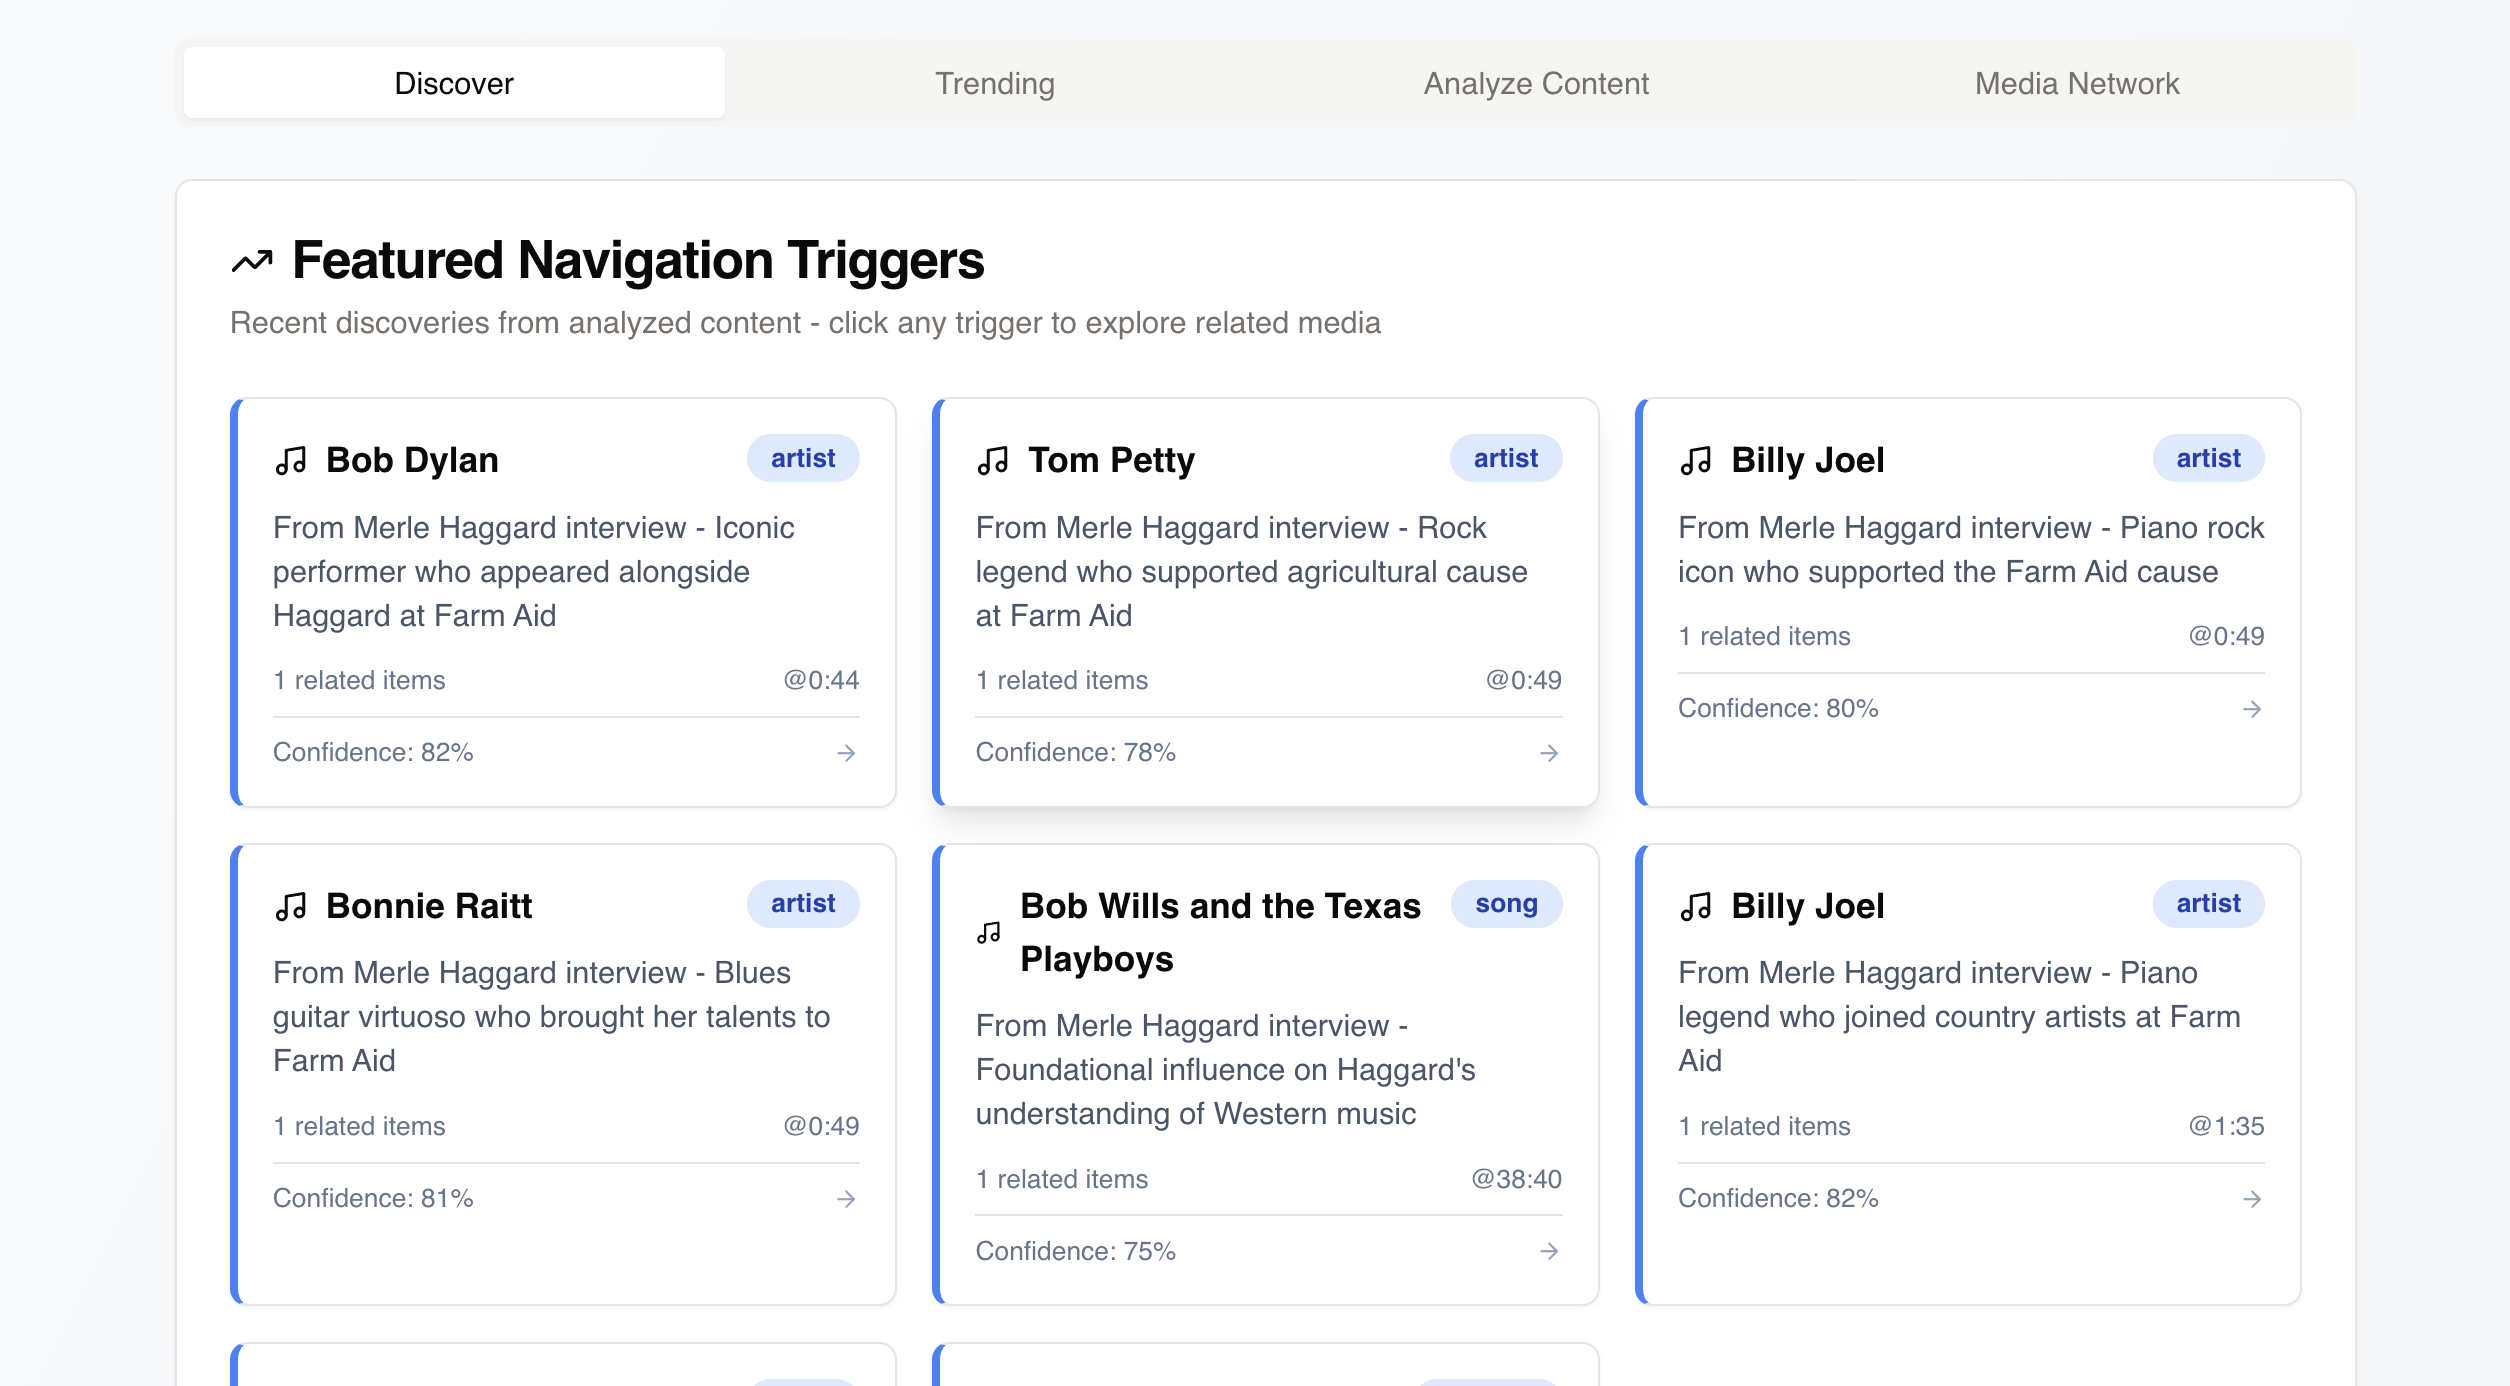 Discover
Trending
Analyze Content
Media Network
Featured Navigation Triggers
Recent discoveries from analyzed content - click any trigger to explore related media
Bob Dylan
artist
From Merle Haggard interview - Iconic
performer who appeared alongside
Haggard at Farm Aid
1 related items
@0:44
Confidence: 82%
Tom Petty
artist
From Merle Haggard interview - Rock
legend who supported agricultural cause
at Farm Aid
1 related items
@0:49
Confidence: 78%
Billy Joel
artist
From Merle Haggard interview - Piano rock
icon who supported the Farm Aid cause
1 related items
@0:49
Confidence: 80%
Bonnie Raitt
artist
From Merle Haggard interview - Blues
guitar virtuoso who brought her talents to
Farm Aid
1 related items
@0:49
Confidence: 81%
Bob Wills and the Texas
Playboys
song
From Merle Haggard interview -
Foundational influence on Haggard's
understanding of Western music
1 related items
@38:40
Confidence: 75%
Billy Joel
artist
From Merle Haggard interview - Piano
legend who joined country artists at Farm
Aid
1 related items
@1:35
Confidence: 82%